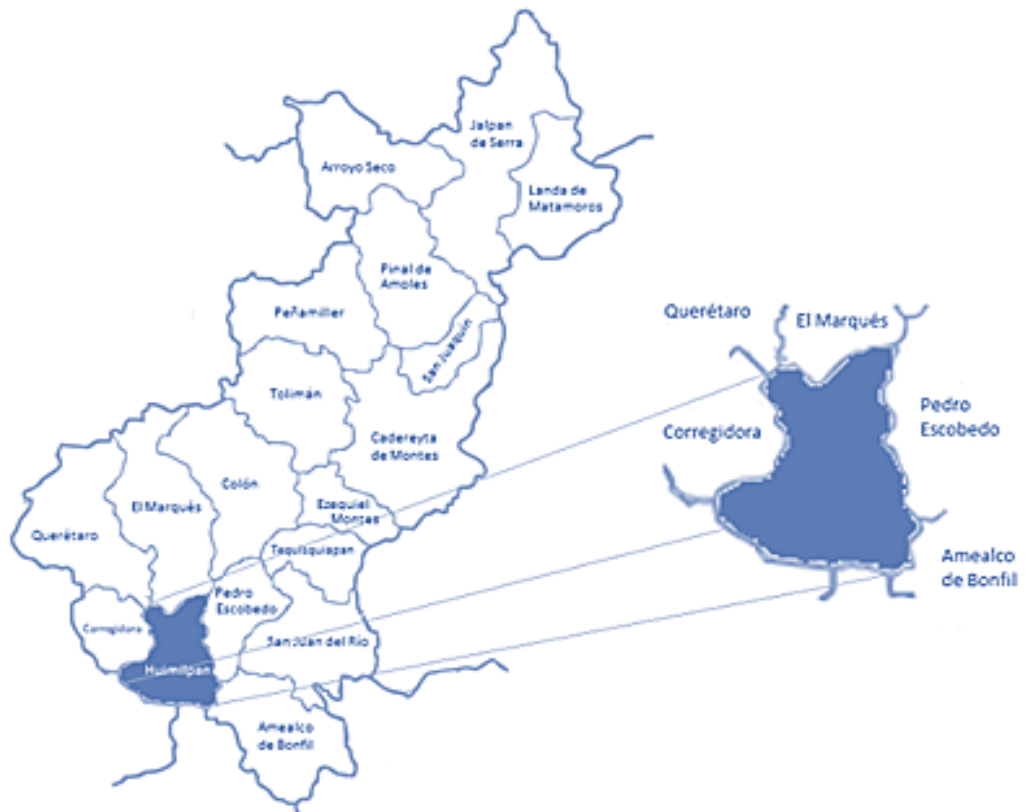 Jalpan
de Serra
Arroyo Seco
Landa de
Matamoros
Pinal de
Amoles
Peñamiller
San Juaquin
Tolimán
Cadereyta
de Montes
Colón
Ezequiel
Montes
El Marqués
Querétaro
Tequisquiapan
Pedro
Escobedo
Corregidora
San Juan del Río
Huimilpan
Amealco
de Bonfil
Querétaro
El Marqués
Corregidora
Pedro
Escobedo
Amealco
de Bonfil